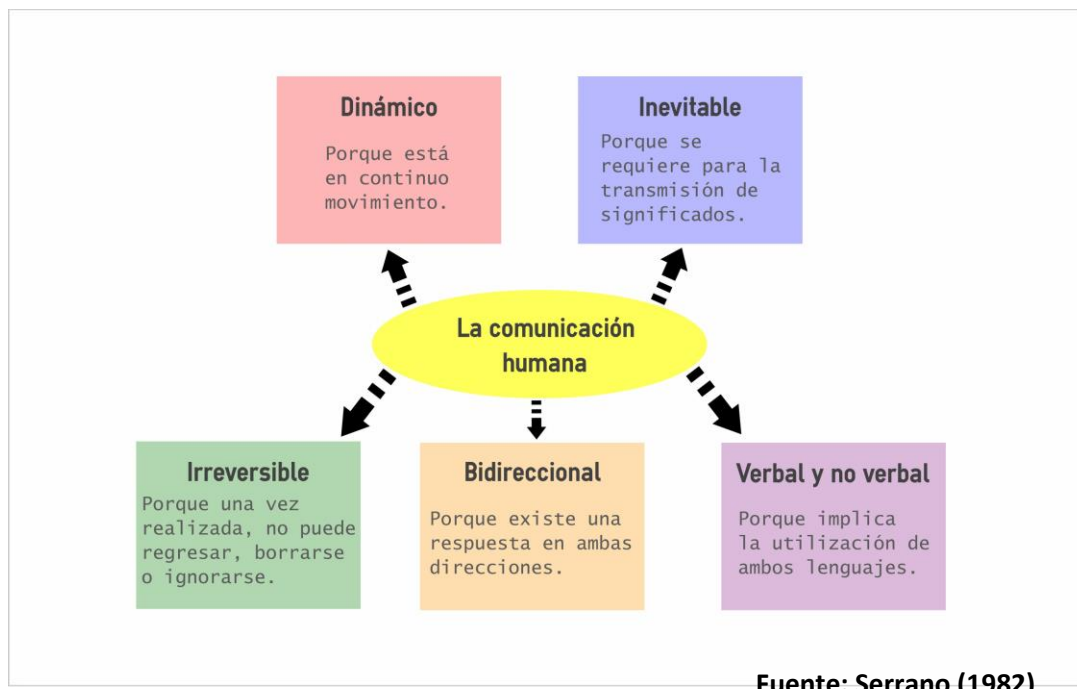 Dinámico
Porque está
en continuo
movimiento.
Inevitable
Porque se
requiere para la
transmisión de
significados.
La comunicación
humana
Irreversible
Porque una vez
realizada, no puede
regresar, borrarse
o ignorarse.
Bidireccional
Porque existe una
respuesta en ambas
direcciones.
Verbal y no verbal
Porque implica
la utilización de
ambos lenguajes.
Fuente: Serrano (1982)